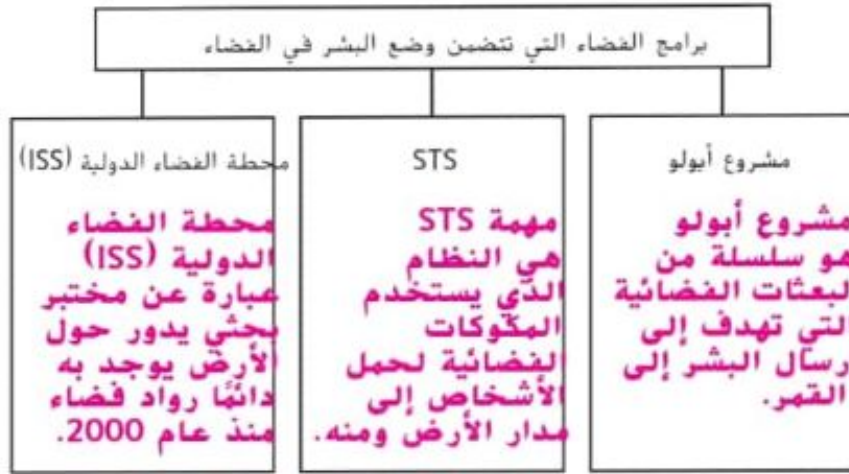 برامج الفضاء التي تتضمن وضع البشر في الفضاء
مشروع أبولو
مشروع أبولو
هو سلسلة من
لبعثات الفضائية
التي تهدف إلى
رسال البشر إلى
القمر.
STS
مهمة STS
هي النظام
الذي يستخدم
المكوكات
الفضائية لحمل
الأشخاص إلى
مدار الأرض ومنه.
محطة الفضاء الدولية (ISS)
محطة الفضاء
الدولية (ISS)
عبارة عن مختبر
بحثي يدور حول
الأرض يوجد به
دائمًا رواد فضاء
منذ عام 2000.